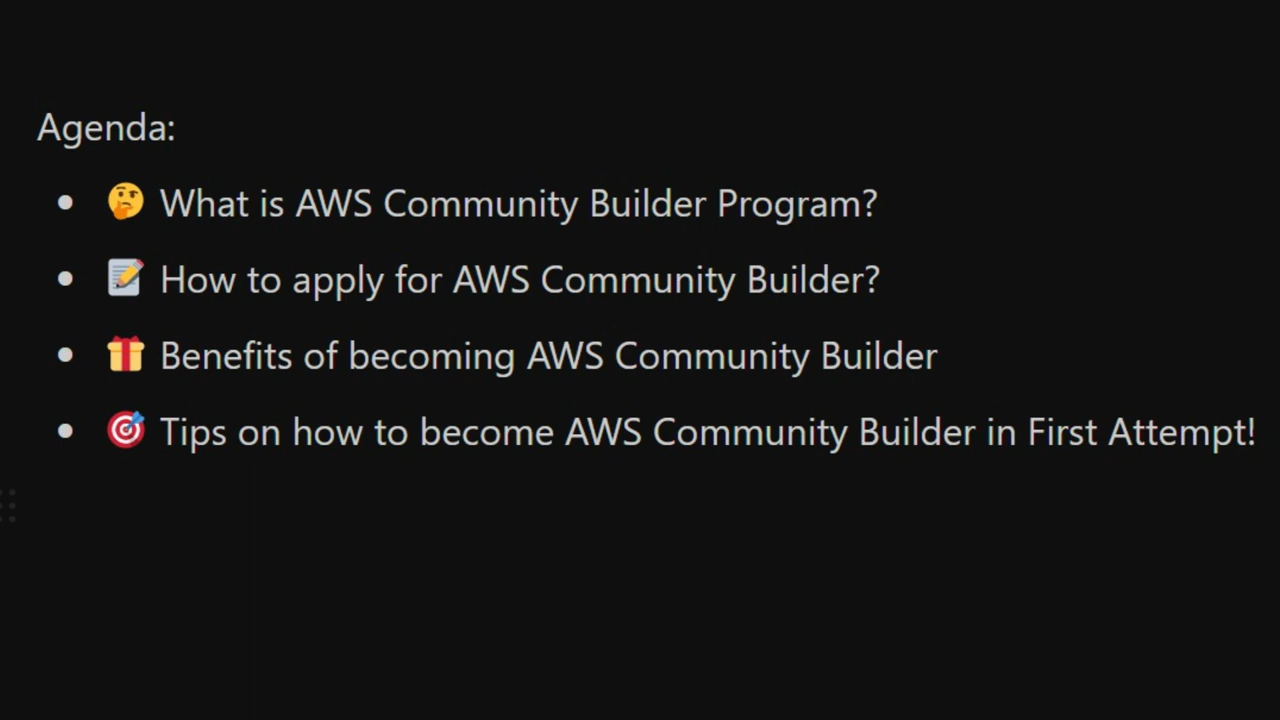 Agenda:
• 🤔 What is AWS Community Builder Program?
• 📝 How to apply for AWS Community Builder?
• 🎁 Benefits of becoming AWS Community Builder
• 🎯 Tips on how to become AWS Community Builder in First Attempt!